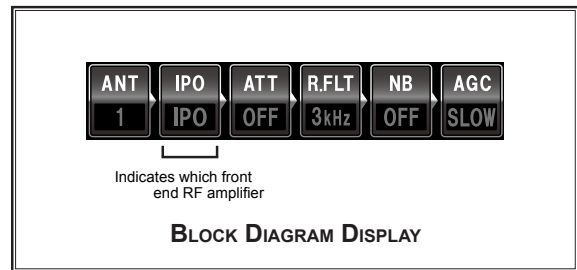 ANT IPO ATT R.FLT NB AGC
1 IPO OFF 3kHz OFF SLOW
Indicates which front
end RF amplifier
BLOCK DIAGRAM DISPLAY